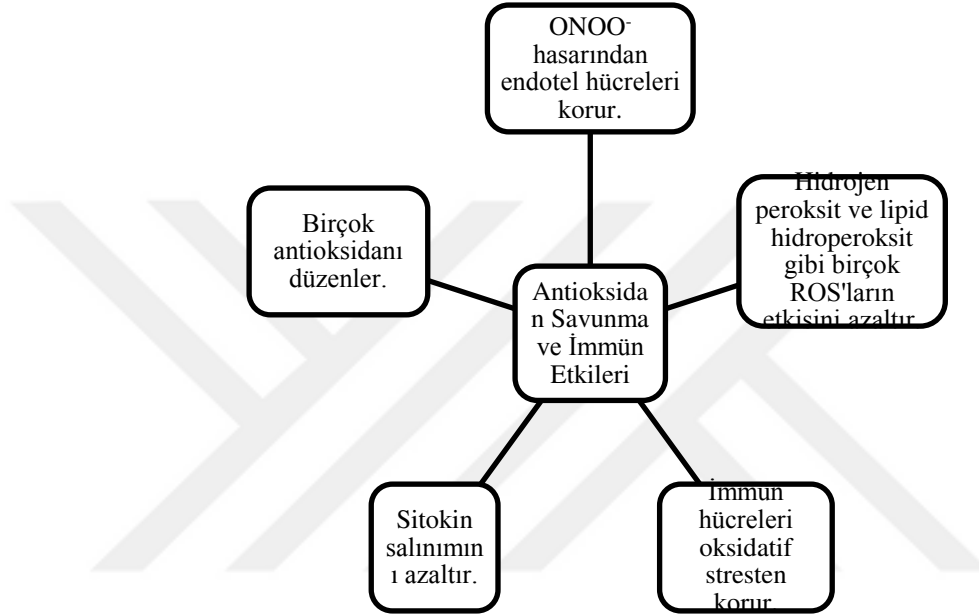 ONOO-
hasarından
endotel hücreleri
korur.
Hidrojen
peroksit ve lipid
hidroperoksit
gibi birçok
ROS'ların
etkisini azaltır.
Birçok
antioksidanı
düzenler.
Antioksida
n Savunma
ve İmmün
Etkileri
Sitokin
salınımın
ı azaltır.
İmmün
hücreleri
oksidatif
stresten
korur.